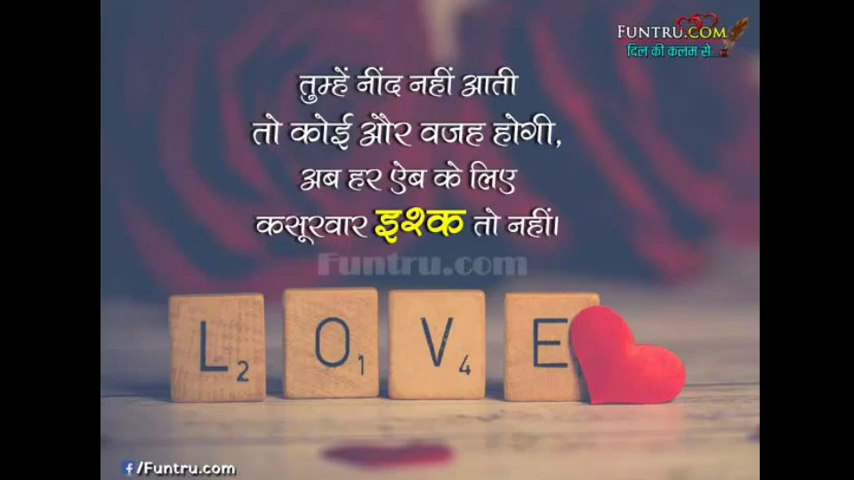 FUNTRU.COM
दिल की कलम से...
तुम्हें नींद नहीं आती
तो कोई और वजह होगी,
अब हर ऐब के लिए
कसूरवार इश्क तो नहीं।
Funtru.com
L2 O1 V4 E
f/Funtru.com